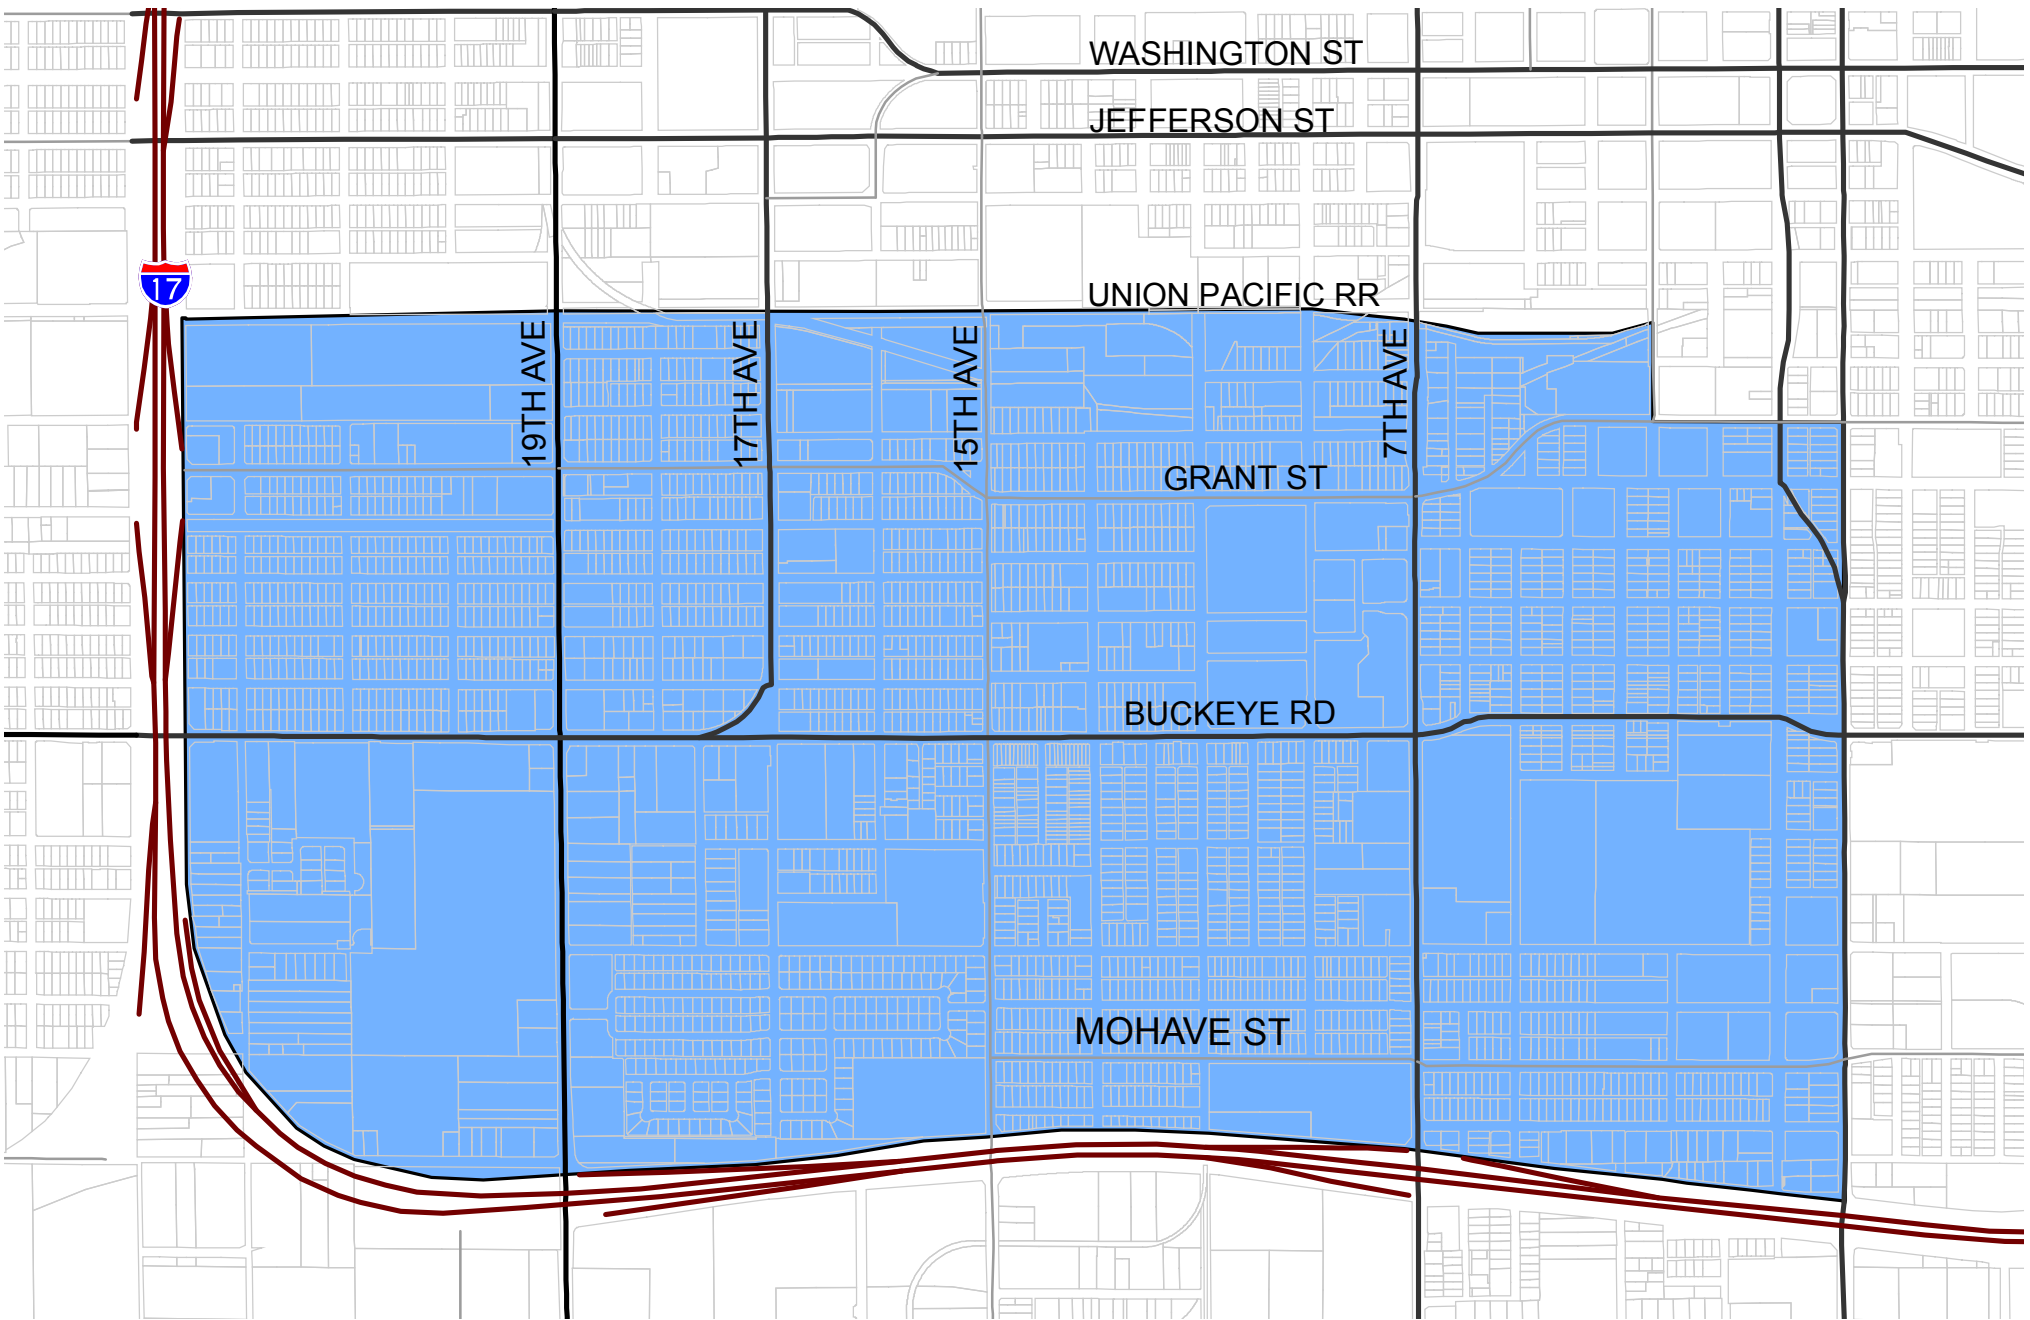 WASHINGTON ST
JEFFERSON ST
17
UNION PACIFIC RR
19TH AVE
17TH AVE
15TH AVE
7TH AVE
GRANT ST
BUCKEYE RD
MOHAVE ST